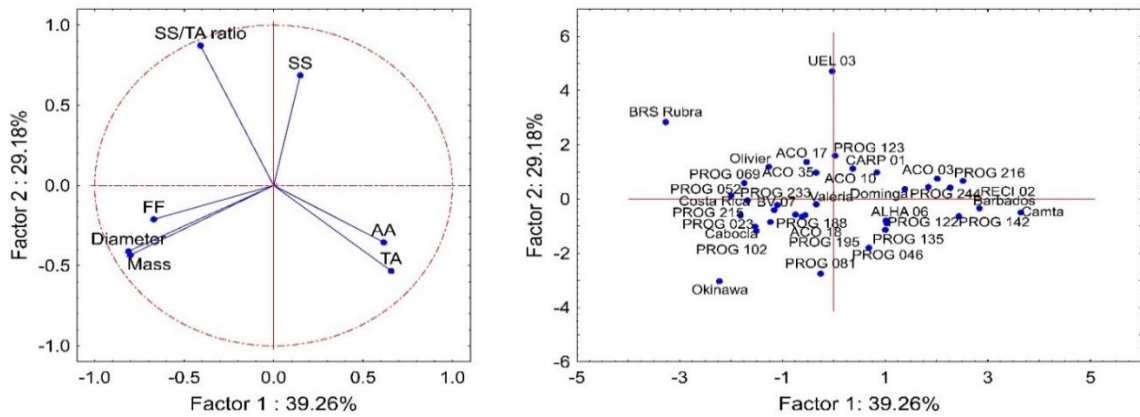 Factor 2 : 29.18%
1.0
0.5
0.0
-0.5
-1.0
SS/TA ratio
SS
FF
Diameter
Mass
AA
TA
-1.0 -0.5 0.0 0.5 1.0
Factor 1 : 39.26%
Factor 2: 29.18%
6
4
2
0
-2
-4
-6
UEL 03
BRS Rubra
ACO 17
PROG 123
Olivier
CARP 01
ACO 35
ACO 10
ACO 03
PROG 216
PROG 069
PROG 052
PROG 233
Valeria
Dominga
PROG 244
RECI 02
Costa Rica
BV 07
Barbados
PROG 215
PROG 188
ALHA 06
Camta
PROG 023
ACO 18
PROG 122
PROG 142
Cabocla
PROG 195
PROG 135
PROG 102
PROG 046
PROG 081
Okinawa
-5 -3 -1 1 3 5
Factor 1 : 39.26%